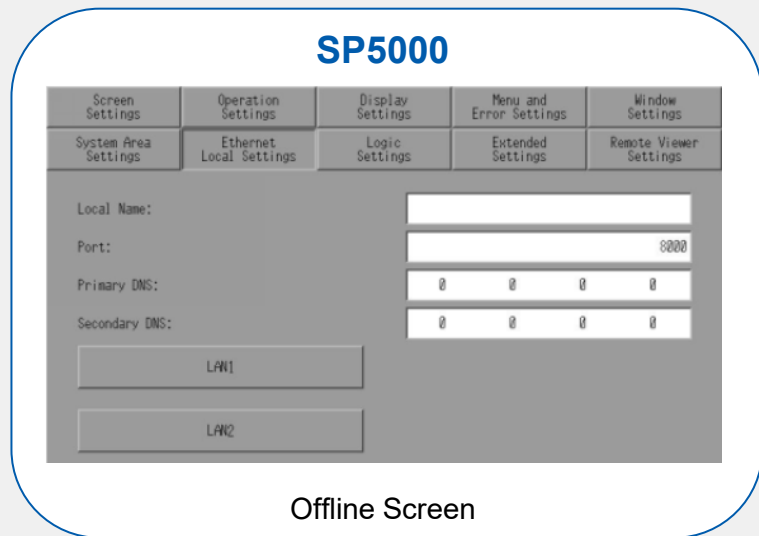 SP5000
Screen Settings
Operation Settings
Display Settings
Menu and Error Settings
Window Settings
System Area Settings
Ethernet Local Settings
Logic Settings
Extended Settings
Remote Viewer Settings
Local Name:
Port: 8000
Primary DNS: 0 0 0 0
Secondary DNS: 0 0 0 0
LAN1
LAN2
Offline Screen